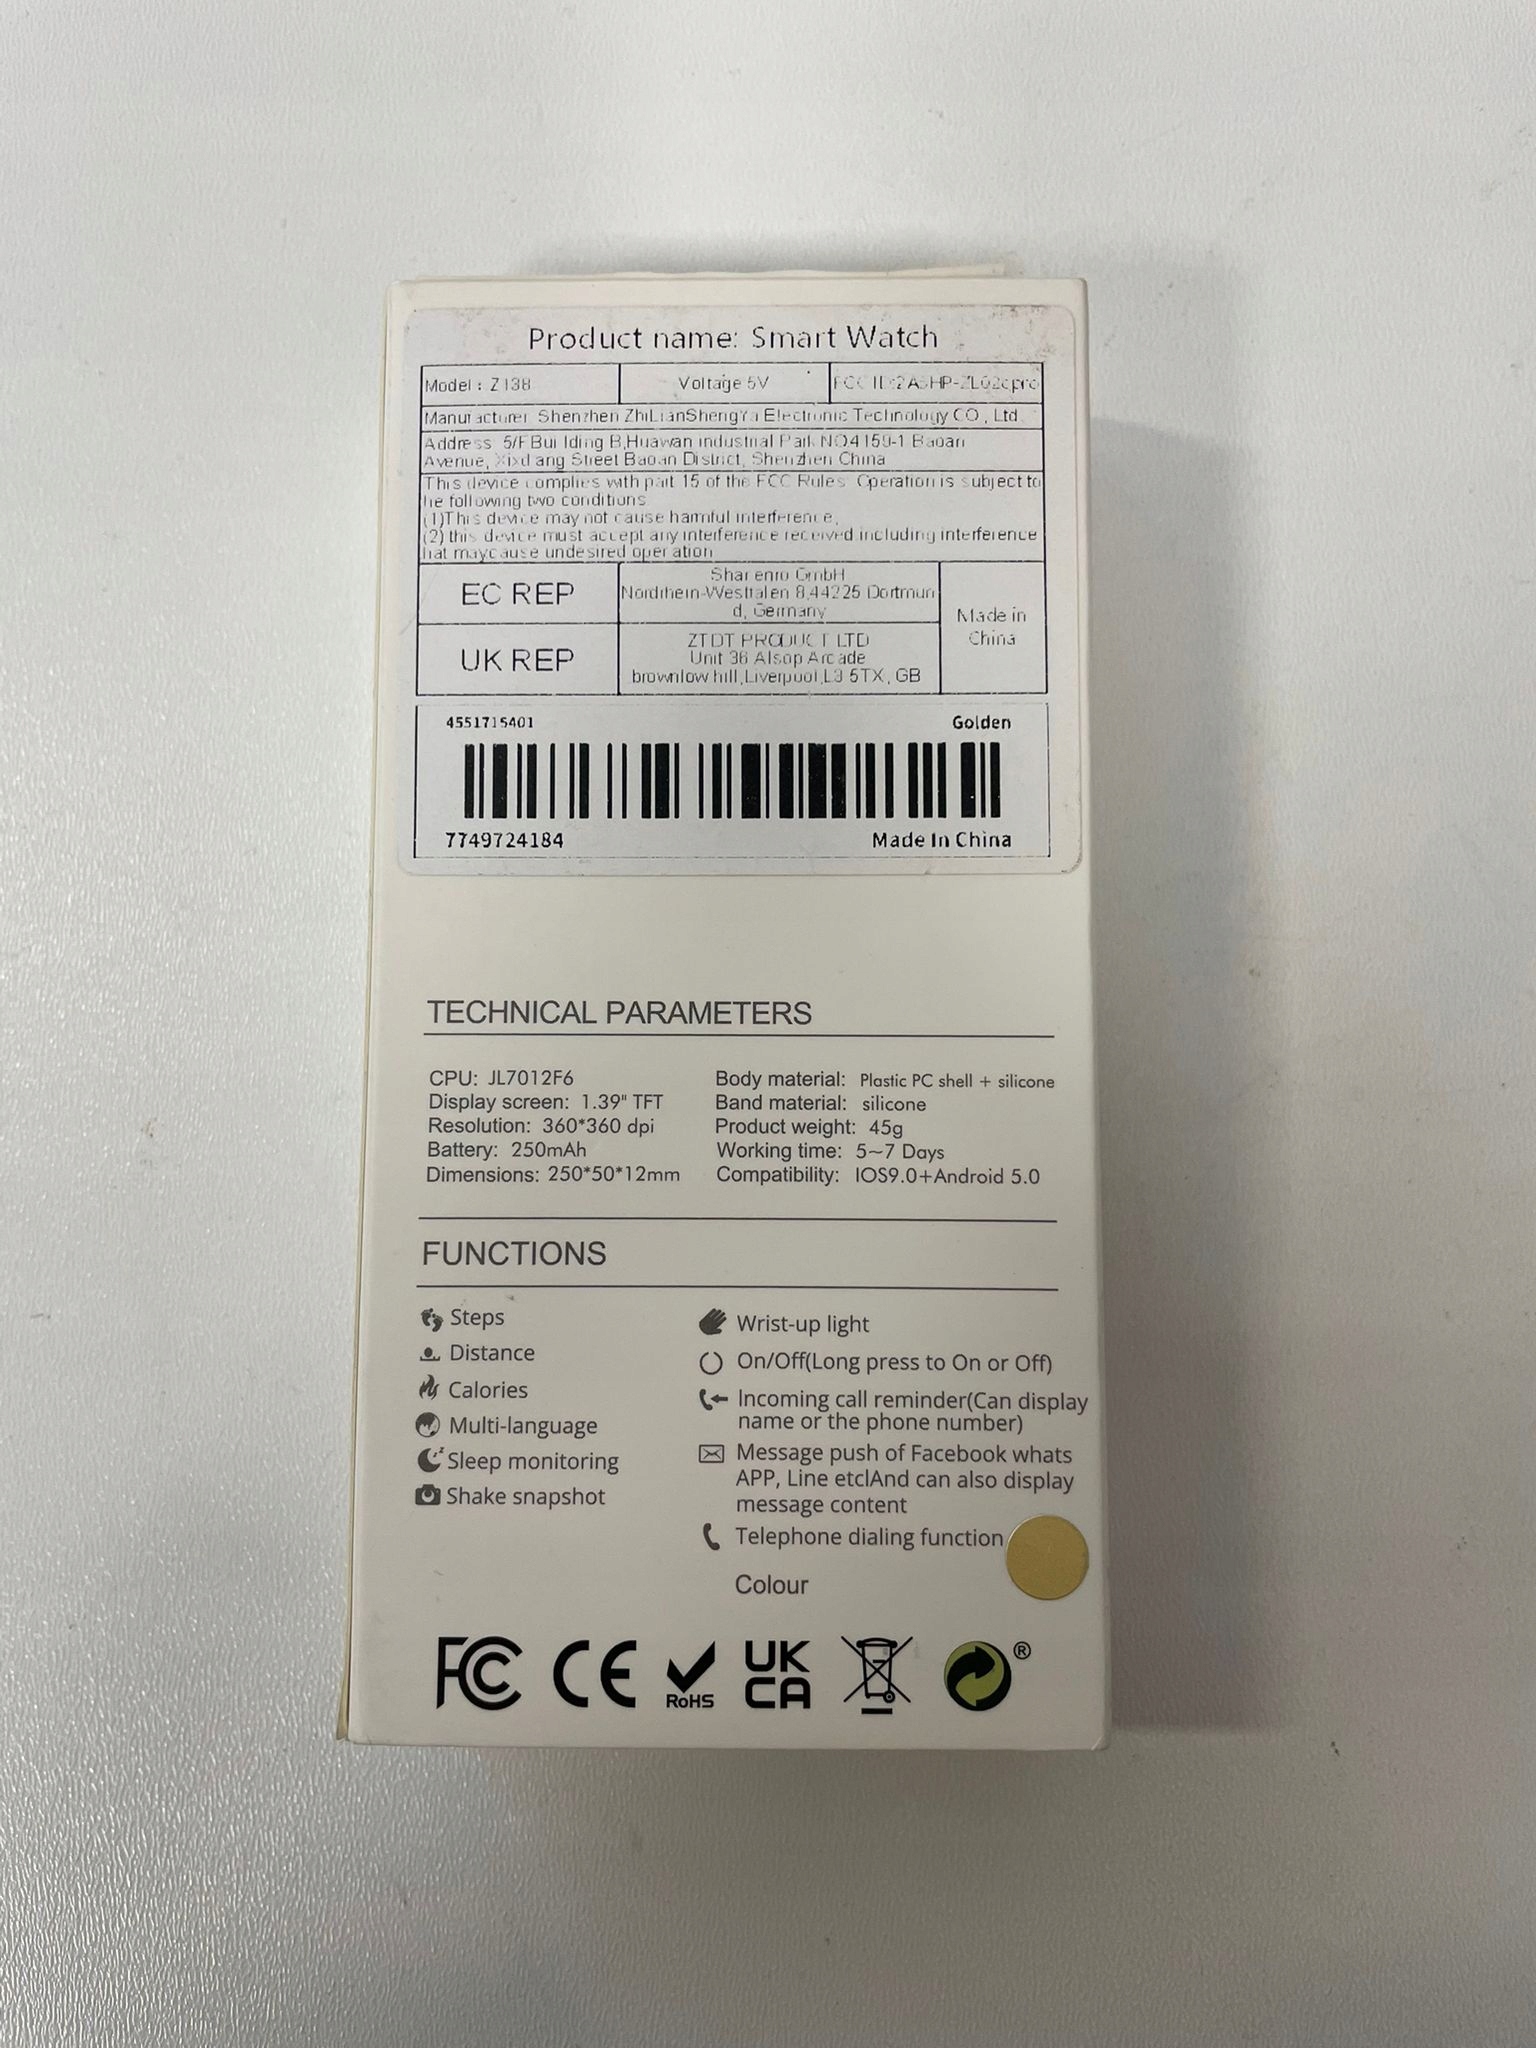 Product name: Smart Watch
Model: Z138 Voltage 5V FCC ID:
Manufacturer Shenzhen ZhiLianShengYa Electronic Technology CO., Ltd.
Address 5/F Building B,Huawan industrial Park NO4159-1 Baoan
Avenue, Street Baoan District, Shenzhen China
This device complies with part 15 of the FCC Rules. Operation is subject to
he following two conditions
(1)This device may not cause harmful interference,
(2) this device must accept any interference received,including interference
hat maycause undesired operation
EC REP
GmbH
Nordrhein-Westfalen 8,44225 Dortmun
d, Germany
UK REP
ZTDT PRODUCT LTD
Unit 36 Alsop Arcade
brownlow hill,Liverpool,L3 5TX, GB
Made in
China
4551715401 Golden
7749724184 Made In China
TECHNICAL PARAMETERS
CPU: JL7012F6
Display screen: 1.39" TFT
Resolution: 360*360 dpi
Battery: 250mAh
Dimensions: 250*50*12mm
Body material: Plastic PC shell + silicone
Band material: silicone
Product weight: 45g
Working time: 5~7 Days
Compatibility: IOS9.0+Android 5.0
FUNCTIONS
Steps
Distance
Calories
Multi-language
Sleep monitoring
Shake snapshot
Wrist-up light
On/Off(Long press to On or Off)
Incoming call reminder(Can display
name or the phone number)
Message push of Facebook whats
APP, Line etclAnd can also display
message content
Telephone dialing function
Colour
FC CE RoHS UK
CA ®